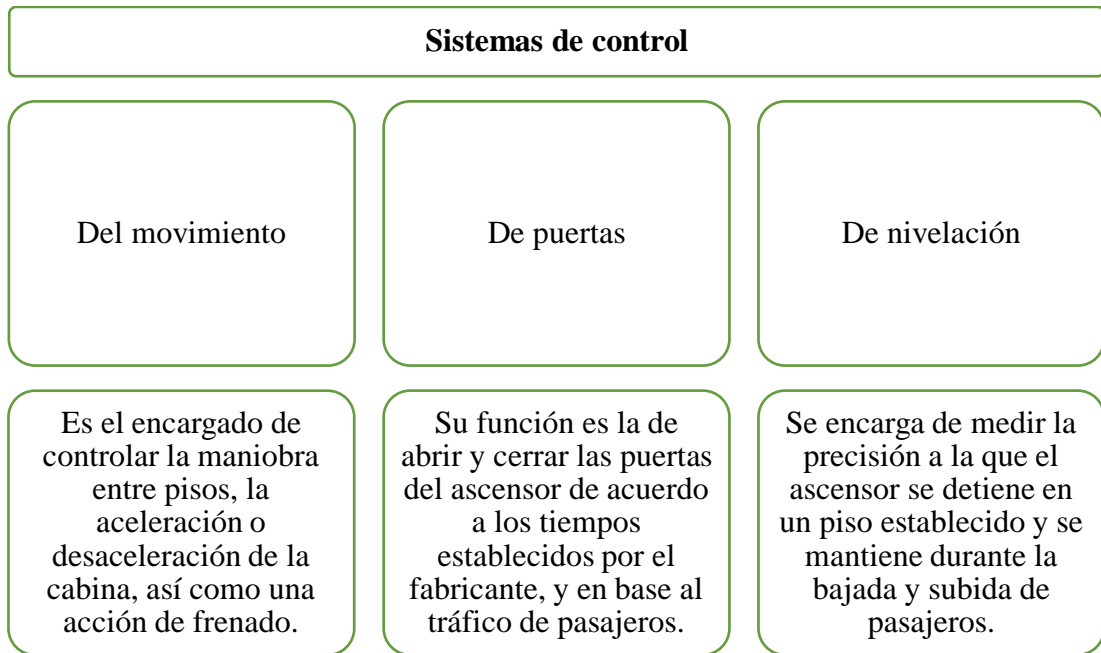 Sistemas de control
Del movimiento
De puertas
De nivelación
Es el encargado de
controlar la maniobra
entre pisos, la
aceleración o
desaceleración de la
cabina, así como una
acción de frenado.
Su función es la de
abrir y cerrar las puertas
del ascensor de acuerdo
a los tiempos
establecidos por el
fabricante, y en base al
tráfico de pasajeros.
Se encarga de medir la
precisión a la que el
ascensor se detiene en
un piso establecido y se
mantiene durante la
bajada y subida de
pasajeros.